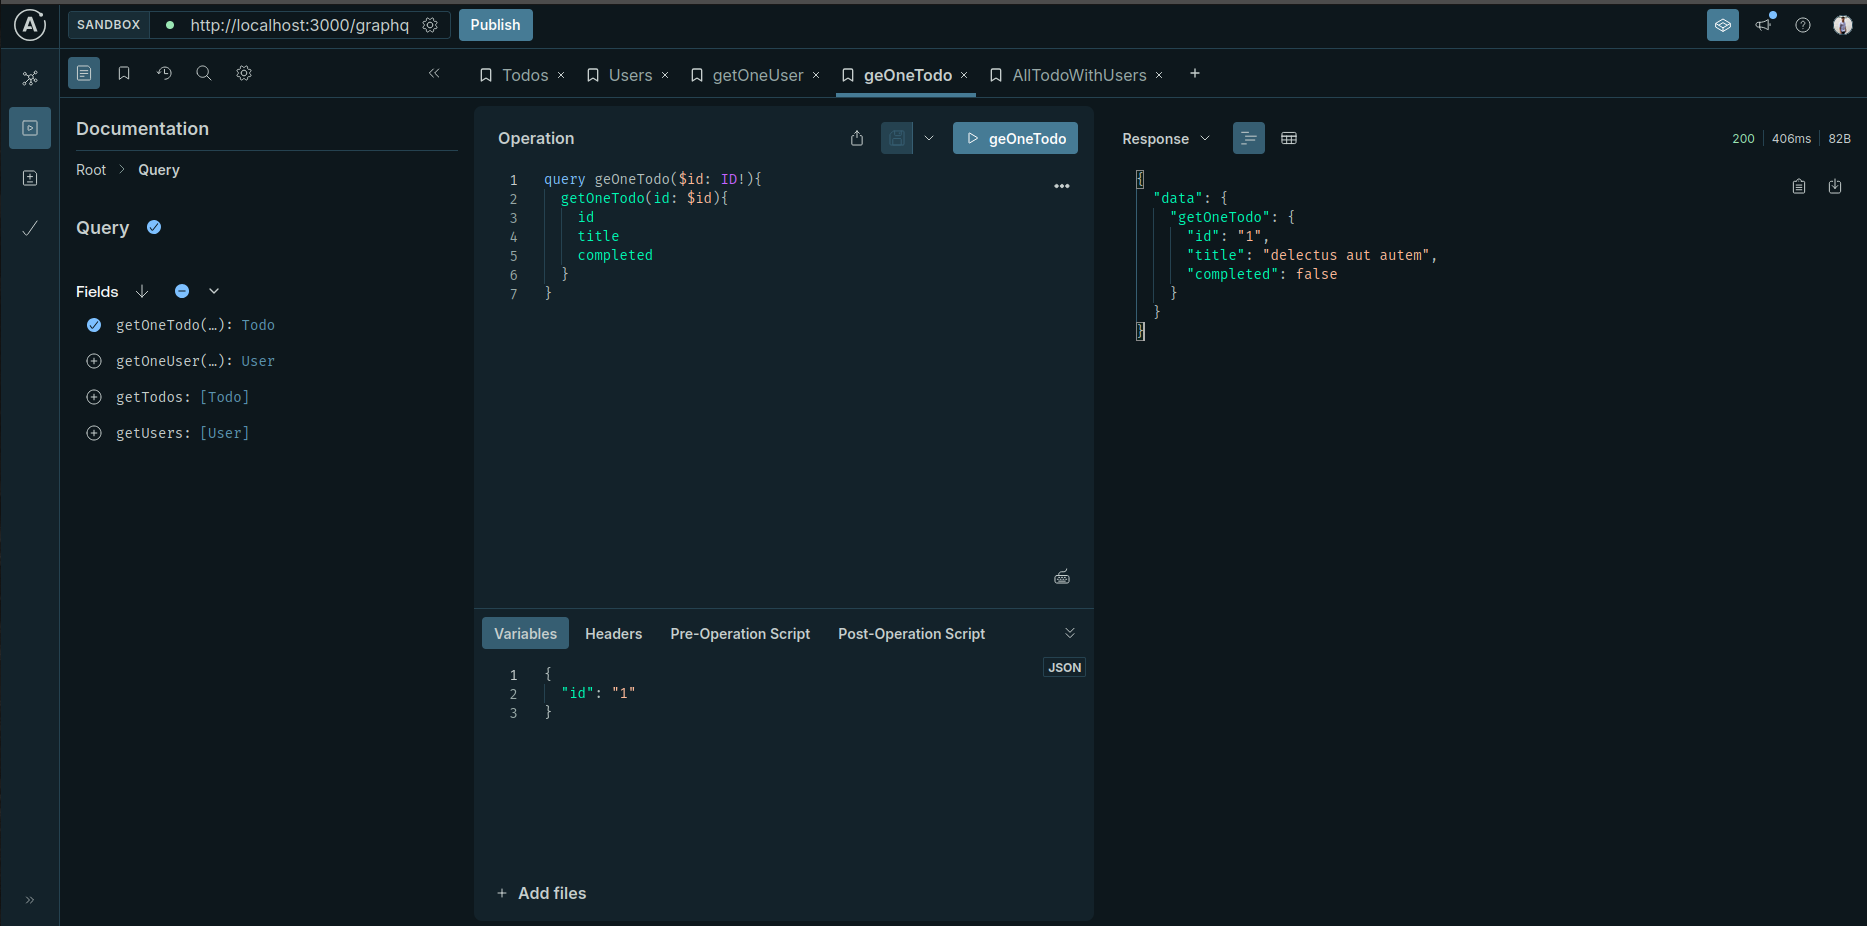 SANDBOX
http://localhost:3000/graphq
Publish
Todos
Users
getOneUser
geOneTodo
AllTodoWithUsers
Documentation
Root > Query
Query
Fields
getOneTodo(…): Todo
getOneUser(…): User
getTodos: [Todo]
getUsers: [User]
Operation
geOneTodo
1 query geOneTodo($id: ID!){
2 getOneTodo(id: $id){
3 id
4 title
5 completed
6 }
7 }
Variables
Headers
Pre-Operation Script
Post-Operation Script
JSON
1 {
2 "id": "1"
3 }
+ Add files
Response
200
406ms
82B
{
"data": {
"getOneTodo": {
"id": "1",
"title": "delectus aut autem",
"completed": false
}
}
}